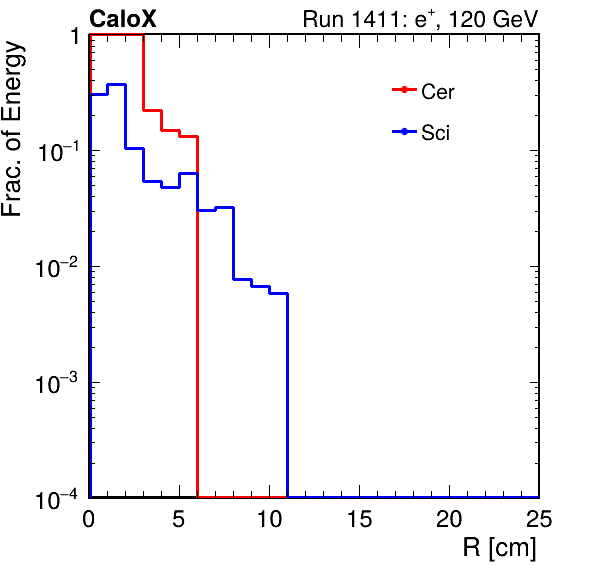 CaloX Run 1411: e⁺, 120 GeV
Frac. of Energy
Cer
Sci
1
10⁻¹
10⁻²
10⁻³
10⁻⁴
0 5 10 15 20 25
R [cm]